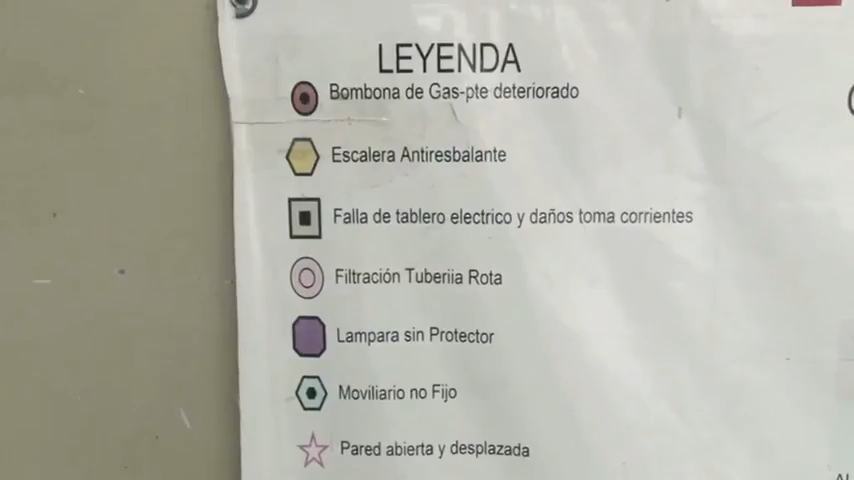 LEYENDA
Bombona de Gas-pte deteriorado
Escalera Antiresbalante
Falla de tablero electrico y daños toma corrientes
Filtración Tuberiia Rota
Lampara sin Protector
Moviliario no Fijo
Pared abierta y desplazada